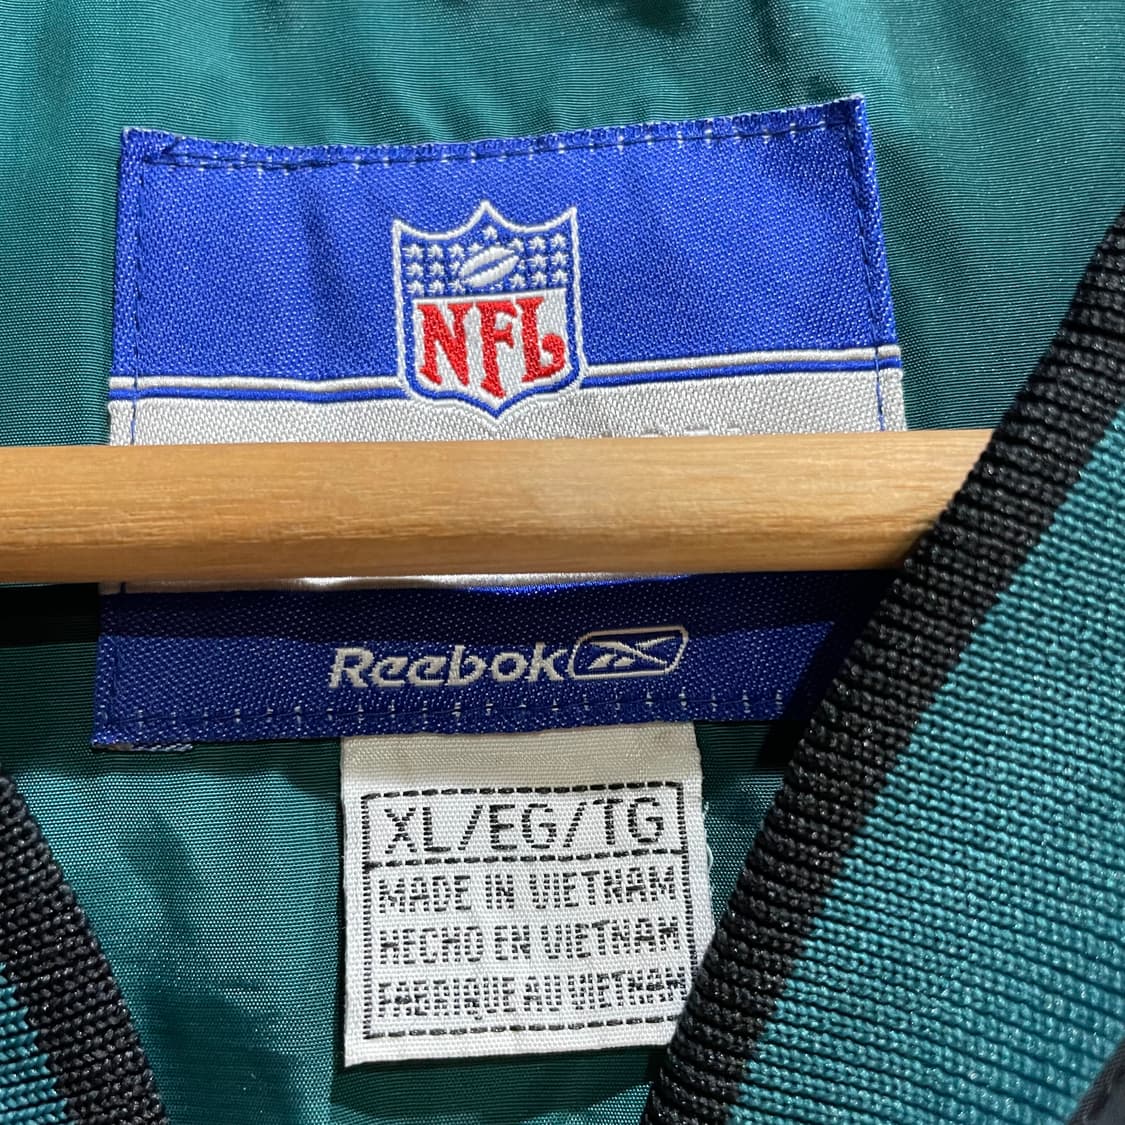 NFL
Reebok
XL/EG/TG
MADE IN VIETNAM
HECHO EN VIETNAM
FABRIQUE AU VIETNAM